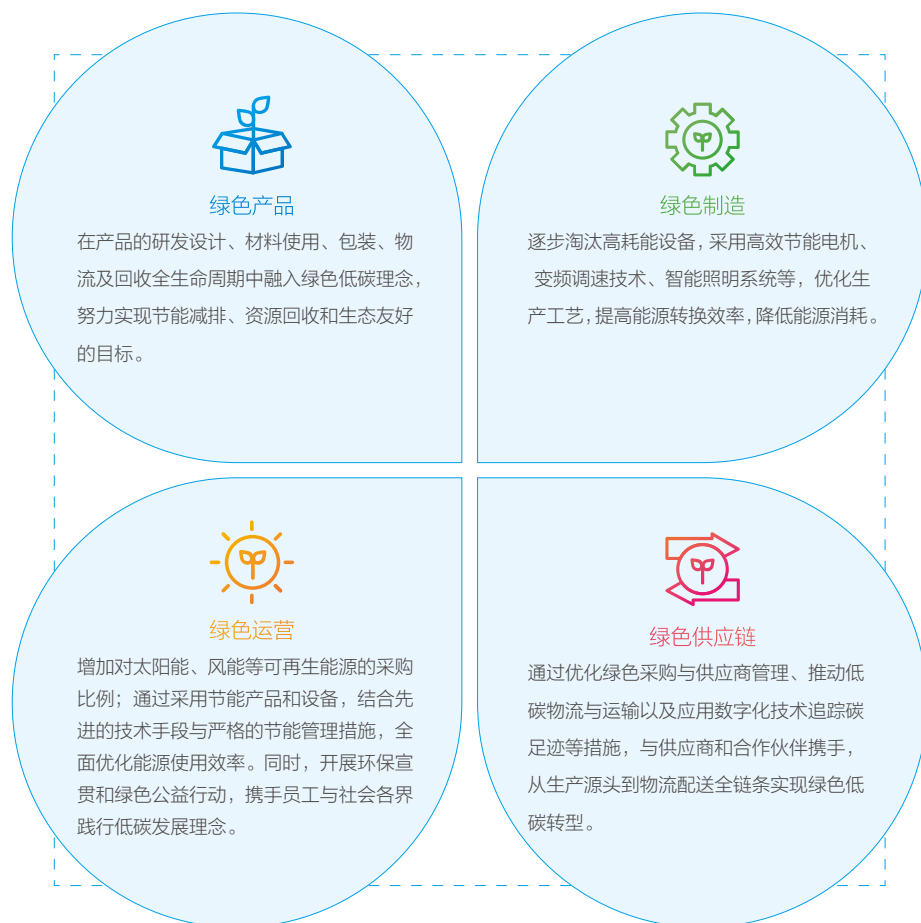 绿色产品
在产品的研发设计、材料使用、包装、物
流及回收全生命周期中融入绿色低碳理念，
努力实现节能减排、资源回收和生态友好
的目标。
绿色制造
逐步淘汰高耗能设备，采用高效节能电机、
变频调速技术、智能照明系统等，优化生
产工艺，提高能源转换效率，降低能源消耗。
绿色运营
增加对太阳能、风能等可再生能源的采购
比例；通过采用节能产品和设备，结合先
进的技术手段与严格的节能管理措施，全
面优化能源使用效率。同时，开展环保宣
贯和绿色公益行动，携手员工与社会各界
践行低碳发展理念。
绿色供应链
通过优化绿色采购与供应商管理、推动低
碳物流与运输以及应用数字化技术追踪碳
足迹等措施，与供应商和合作伙伴携手，
从生产源头到物流配送全链条实现绿色低
碳转型。